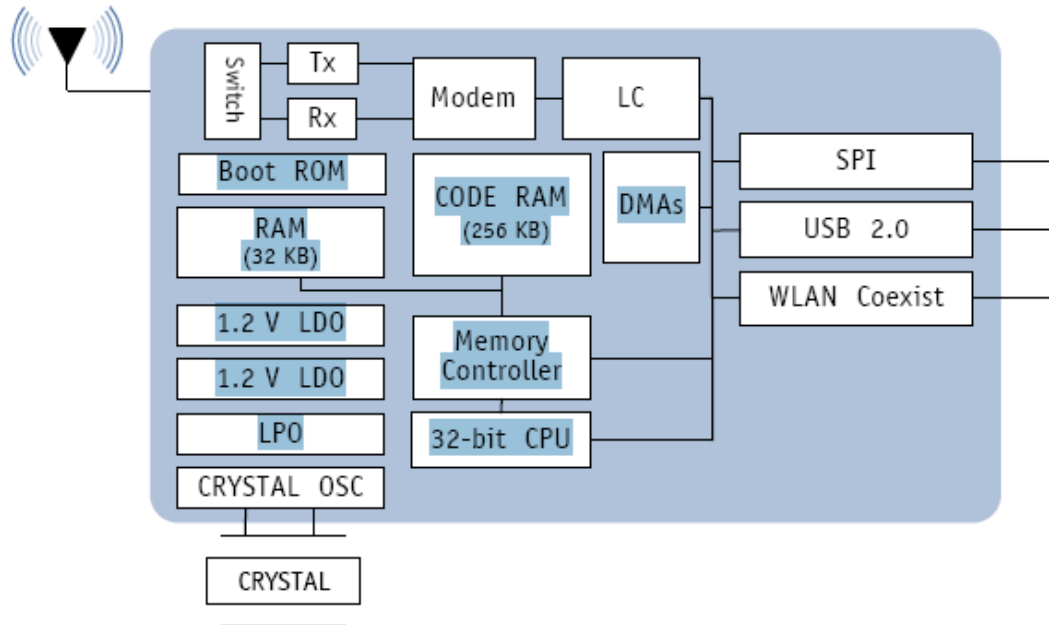 Switch
Tx
Rx
Modem
LC
Boot ROM
RAM
(32 KB)
CODE RAM
(256 KB)
DMAs
SPI
USB 2.0
WLAN Coexist
1.2 V LDO
1.2 V LDO
LPO
Memory
Controller
32-bit CPU
CRYSTAL OSC
CRYSTAL